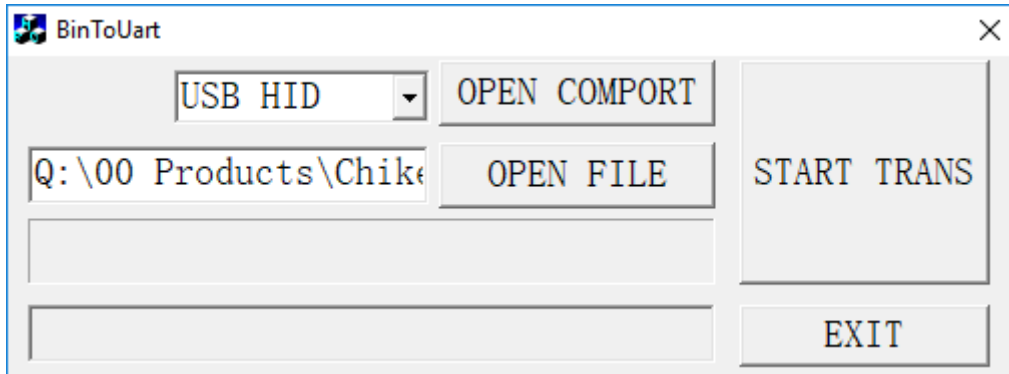 BinToUart
USB HID
OPEN COMPORT
Q:\00 Products\Chike
OPEN FILE
START TRANS
EXIT